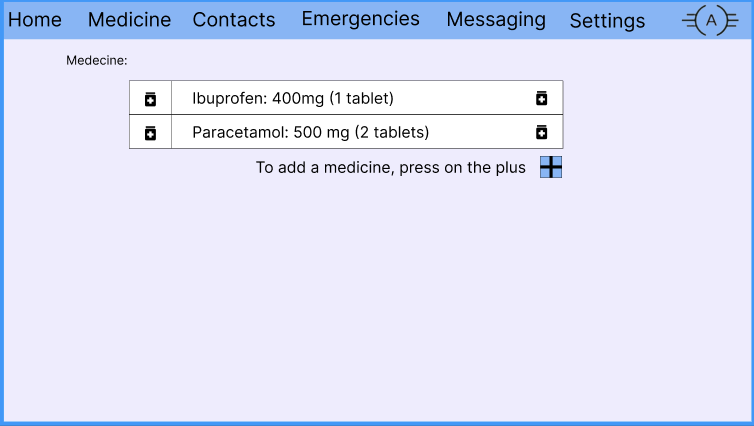 Home Medicine Contacts Emergencies Messaging Settings A
Medecine:
Ibuprofen: 400mg (1 tablet)
Paracetamol: 500 mg (2 tablets)
To add a medicine, press on the plus